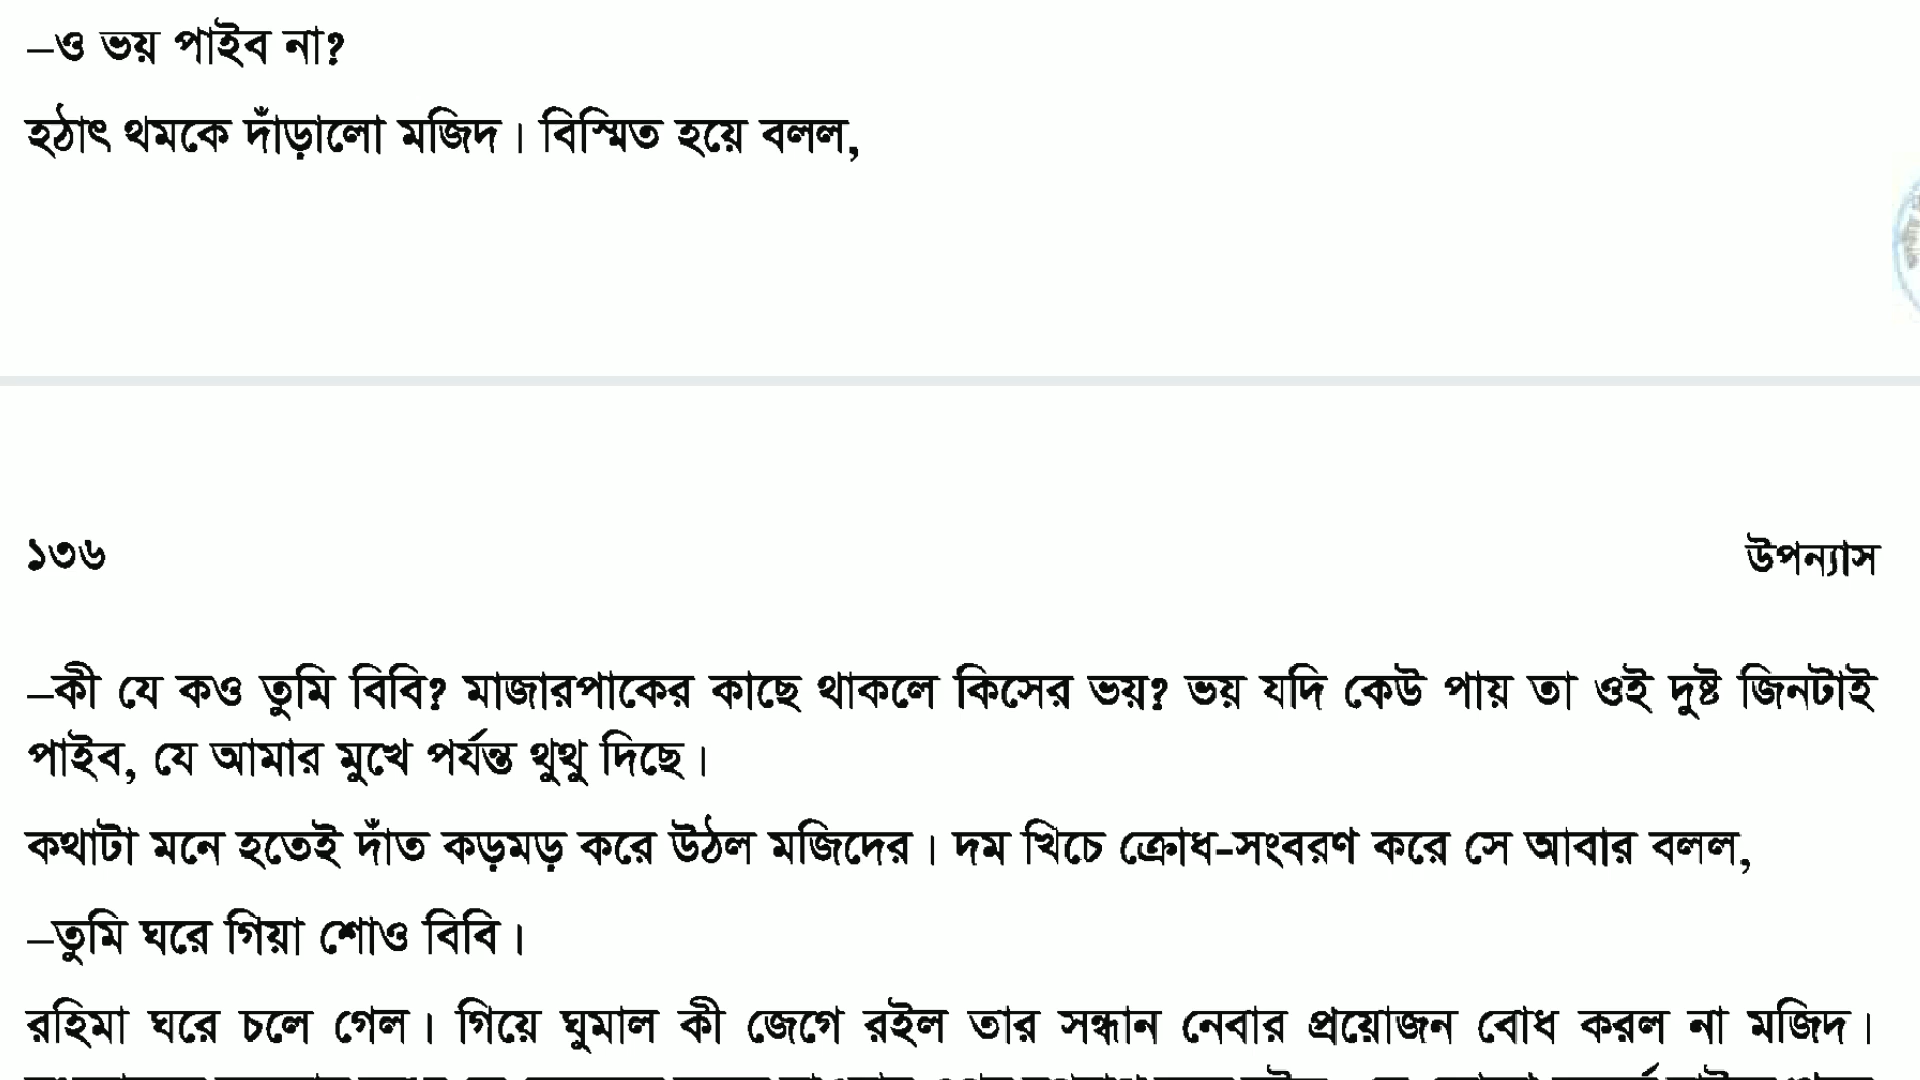 –ও ভয় পাইব না?
হঠাৎ থমকে দাঁড়ালো মজিদ। বিস্মিত হয়ে বলল,
১৩৬
উপন্যাস
–কী যে কও তুমি বিবি? মাজারপাকের কাছে থাকলে কিসের ভয়? ভয় যদি কেউ পায় তা ওই দুষ্ট জিনটাই
পাইব, যে আমার মুখে পর্যন্ত থুথু দিছে।
কথাটা মনে হতেই দাঁত কড়মড় করে উঠল মজিদের। দম খিচে ক্রোধ-সংবরণ করে সে আবার বলল,
–তুমি ঘরে গিয়া শোও বিবি।
রহিমা ঘরে চলে গেল। গিয়ে ঘুমাল কী জেগে রইল তার সন্ধান নেবার প্রয়োজন বোধ করল না মজিদ।